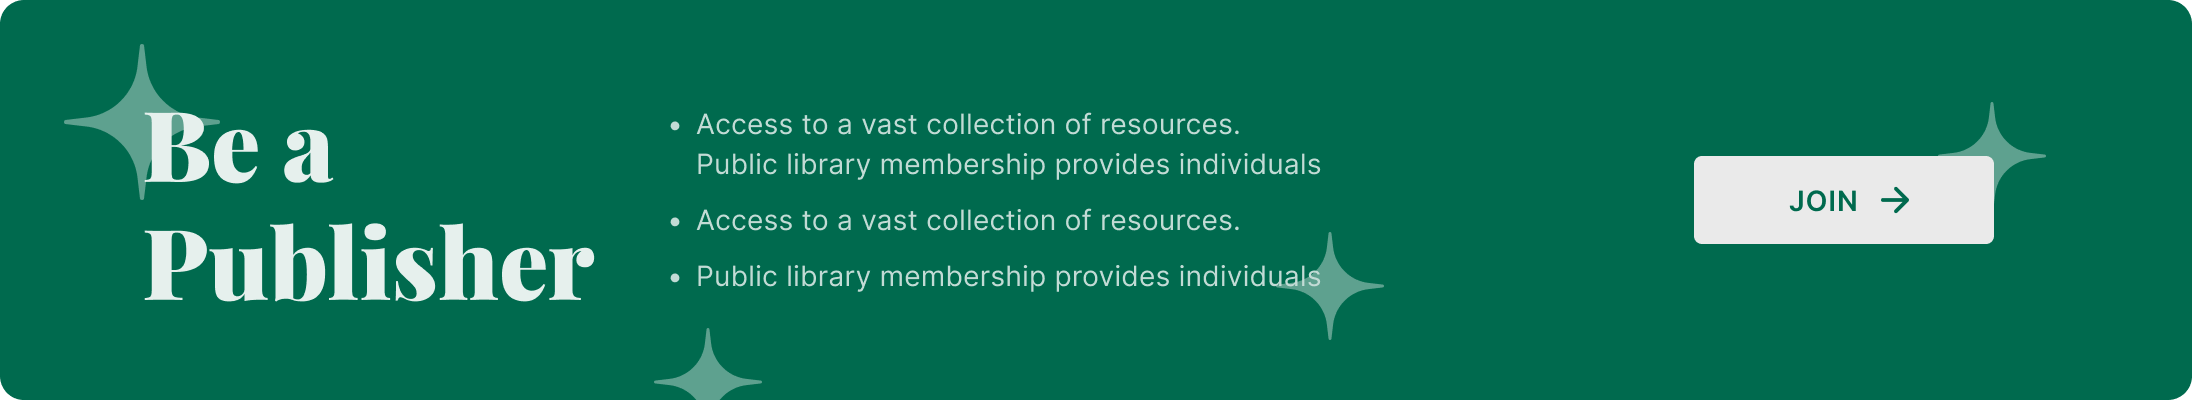 Be a
Publisher
• Access to a vast collection of resources.
Public library membership provides individuals
• Access to a vast collection of resources.
• Public library membership provides individuals
JOIN →